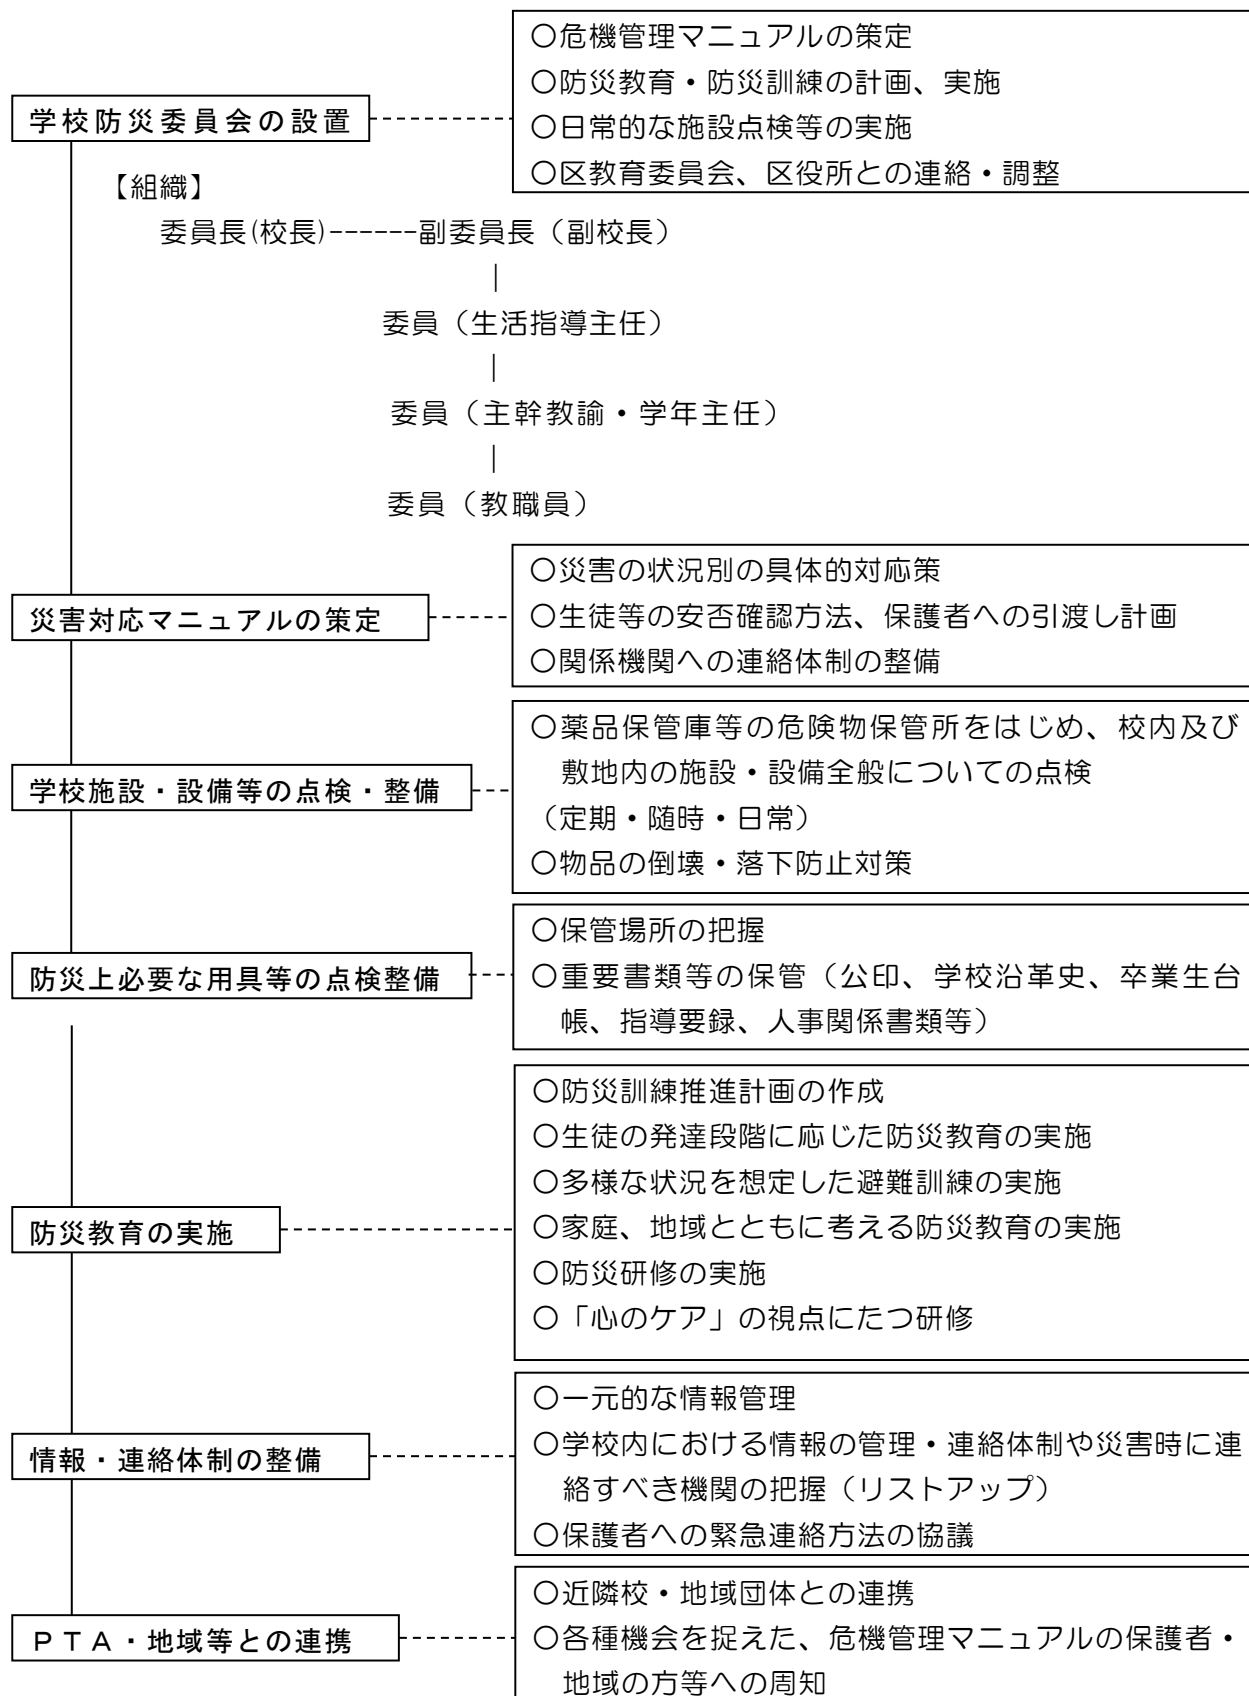 〇危機管理マニュアルの策定
〇防災教育・防災訓練の計画、実施
学校防災委員会の設置
〇日常的な施設点検等の実施
〇区教育委員会、区役所との連絡・調整
【組織】
委員長(校長)------副委員長（副校長）
｜
委員（生活指導主任）
｜
委員（主幹教諭・学年主任）
｜
委員（教職員）
〇災害の状況別の具体的対応策
災害対応マニュアルの策定
〇生徒等の安否確認方法、保護者への引渡し計画
〇関係機関への連絡体制の整備
〇薬品保管庫等の危険物保管所をはじめ、校内及び
敷地内の施設・設備全般についての点検
学校施設・設備等の点検・整備
（定期・随時・日常）
〇物品の倒壊・落下防止対策
〇保管場所の把握
防災上必要な用具等の点検整備
〇重要書類等の保管（公印、学校沿革史、卒業生台
帳、指導要録、人事関係書類等）
〇防災訓練推進計画の作成
〇生徒の発達段階に応じた防災教育の実施
〇多様な状況を想定した避難訓練の実施
防災教育の実施
〇家庭、地域とともに考える防災教育の実施
〇防災研修の実施
〇「心のケア」の視点にたつ研修
〇一元的な情報管理
情報・連絡体制の整備
〇学校内における情報の管理・連絡体制や災害時に連
絡すべき機関の把握（リストアップ）
〇保護者への緊急連絡方法の協議
〇近隣校・地域団体との連携
ＰＴＡ・地域等との連携
〇各種機会を捉えた、危機管理マニュアルの保護者・
地域の方等への周知